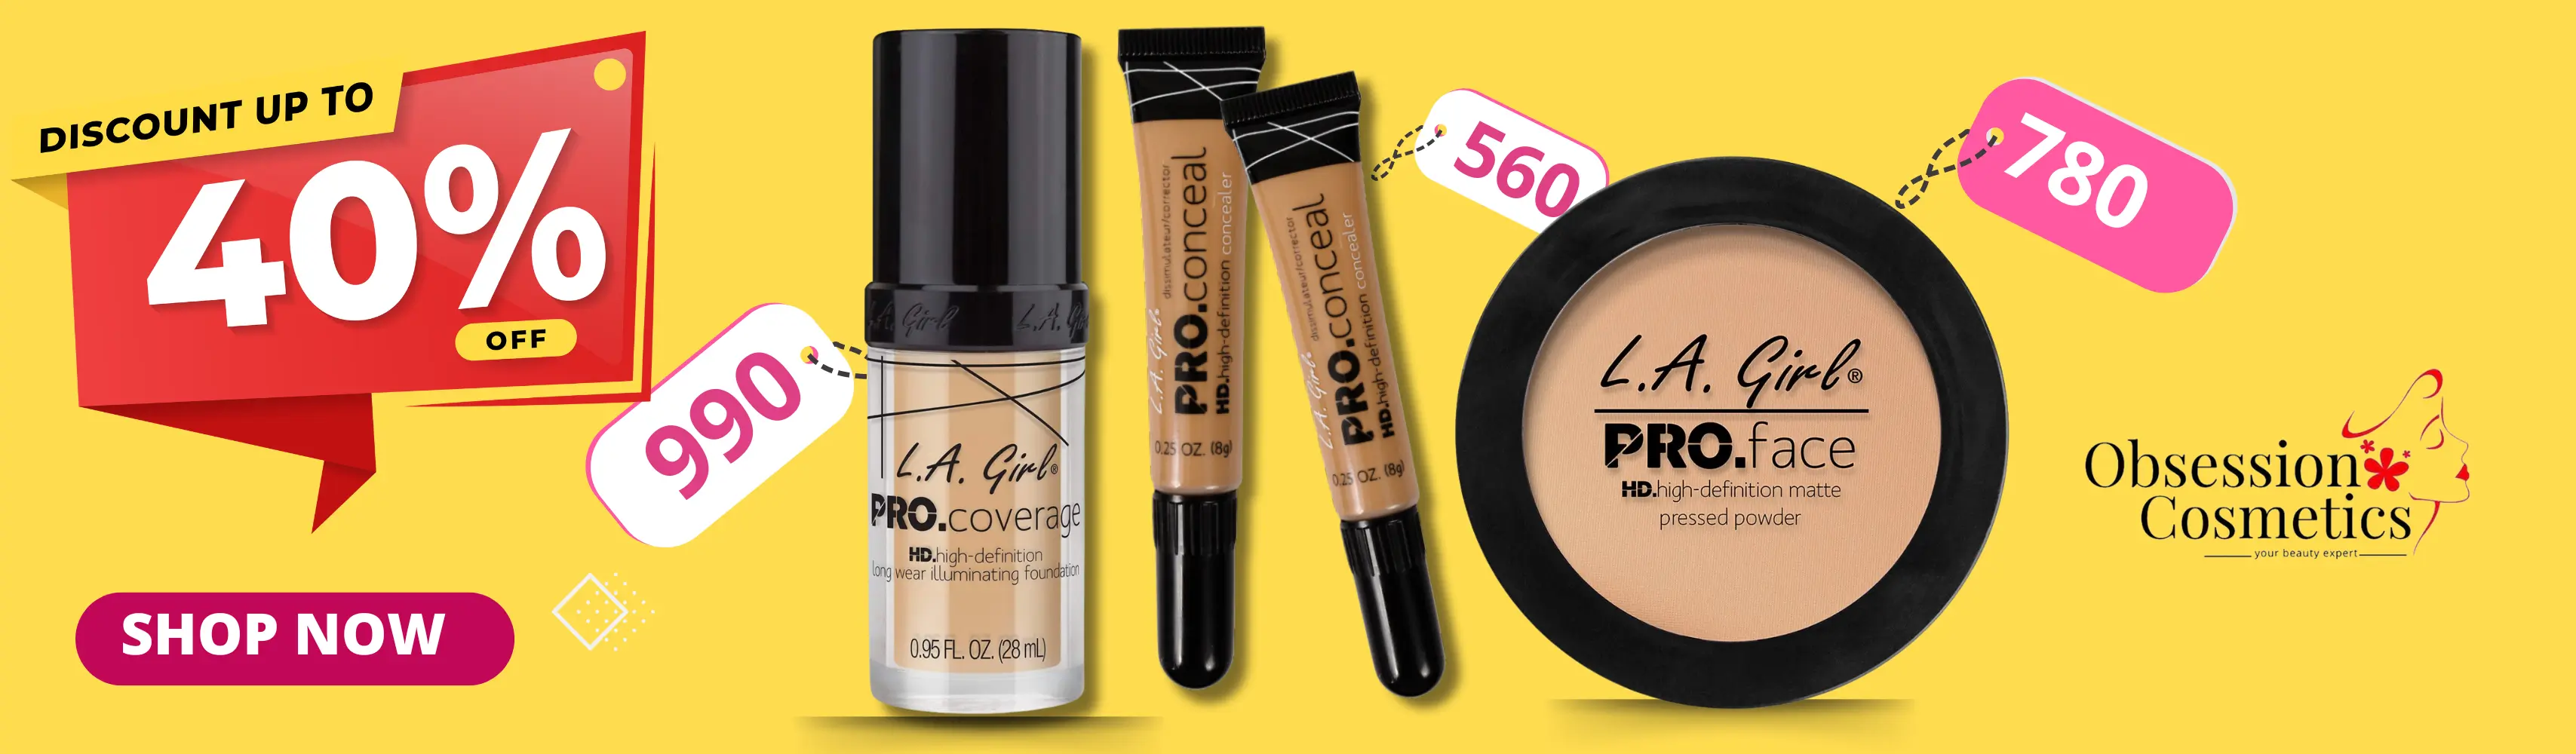 DISCOUNT UP TO
40%
OFF
SHOP NOW
990
L.A. Girl
L.A. Girl®
PRO.coverage
HD.high-definition
long wear illuminating foundation
0.95 FL. OZ. (28 mL)
L.A. Girl®
dissimulateur/corrector
PRO.conceal
HD.high-definition concealer
0.25 OZ. (8g)
L.A. Girl®
dissimulateur/corrector
PRO.conceal
HD.high-definition concealer
0.25 OZ. (8g)
560
780
L.A. Girl®
PRO.face
HD.high-definition matte
pressed powder
Obsession
Cosmetics
your beauty expert